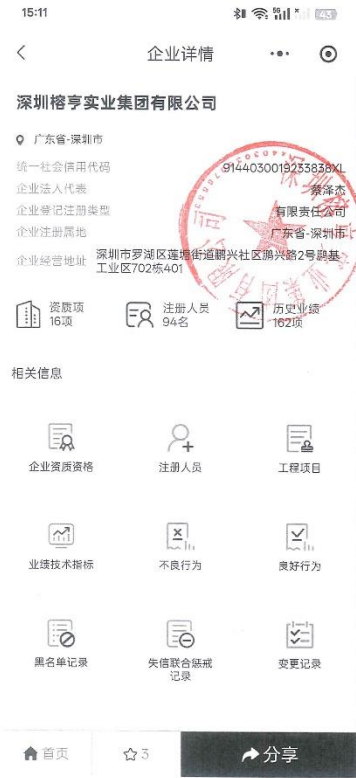 15:11
5G
43
企业详情
深圳榕亨实业集团有限公司
广东省-深圳市
统一社会信用代码
9144030019233838XL
企业法人代表
蔡泽杰
企业登记注册类型
有限责任公司
企业注册属地
广东省-深圳市
企业经营地址
深圳市罗湖区莲塘街道鹏兴社区鹏兴路2号鹏基
工业区702栋401
资质项
16项
注册人员
94名
历史业绩
162项
相关信息
企业资质资格
注册人员
工程项目
业绩技术指标
不良行为
良好行为
黑名单记录
失信联合惩戒
记录
变更记录
首页
3
分享